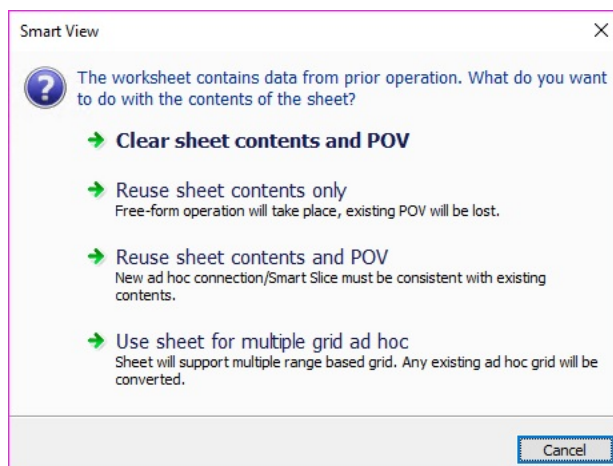 Smart View
The worksheet contains data from prior operation. What do you want
to do with the contents of the sheet?
Clear sheet contents and POV
Reuse sheet contents only
Free-form operation will take place, existing POV will be lost.
Reuse sheet contents and POV
New ad hoc connection/Smart Slice must be consistent with existing
contents.
Use sheet for multiple grid ad hoc
Sheet will support multiple range based grid. Any existing ad hoc grid will be
converted.
Cancel